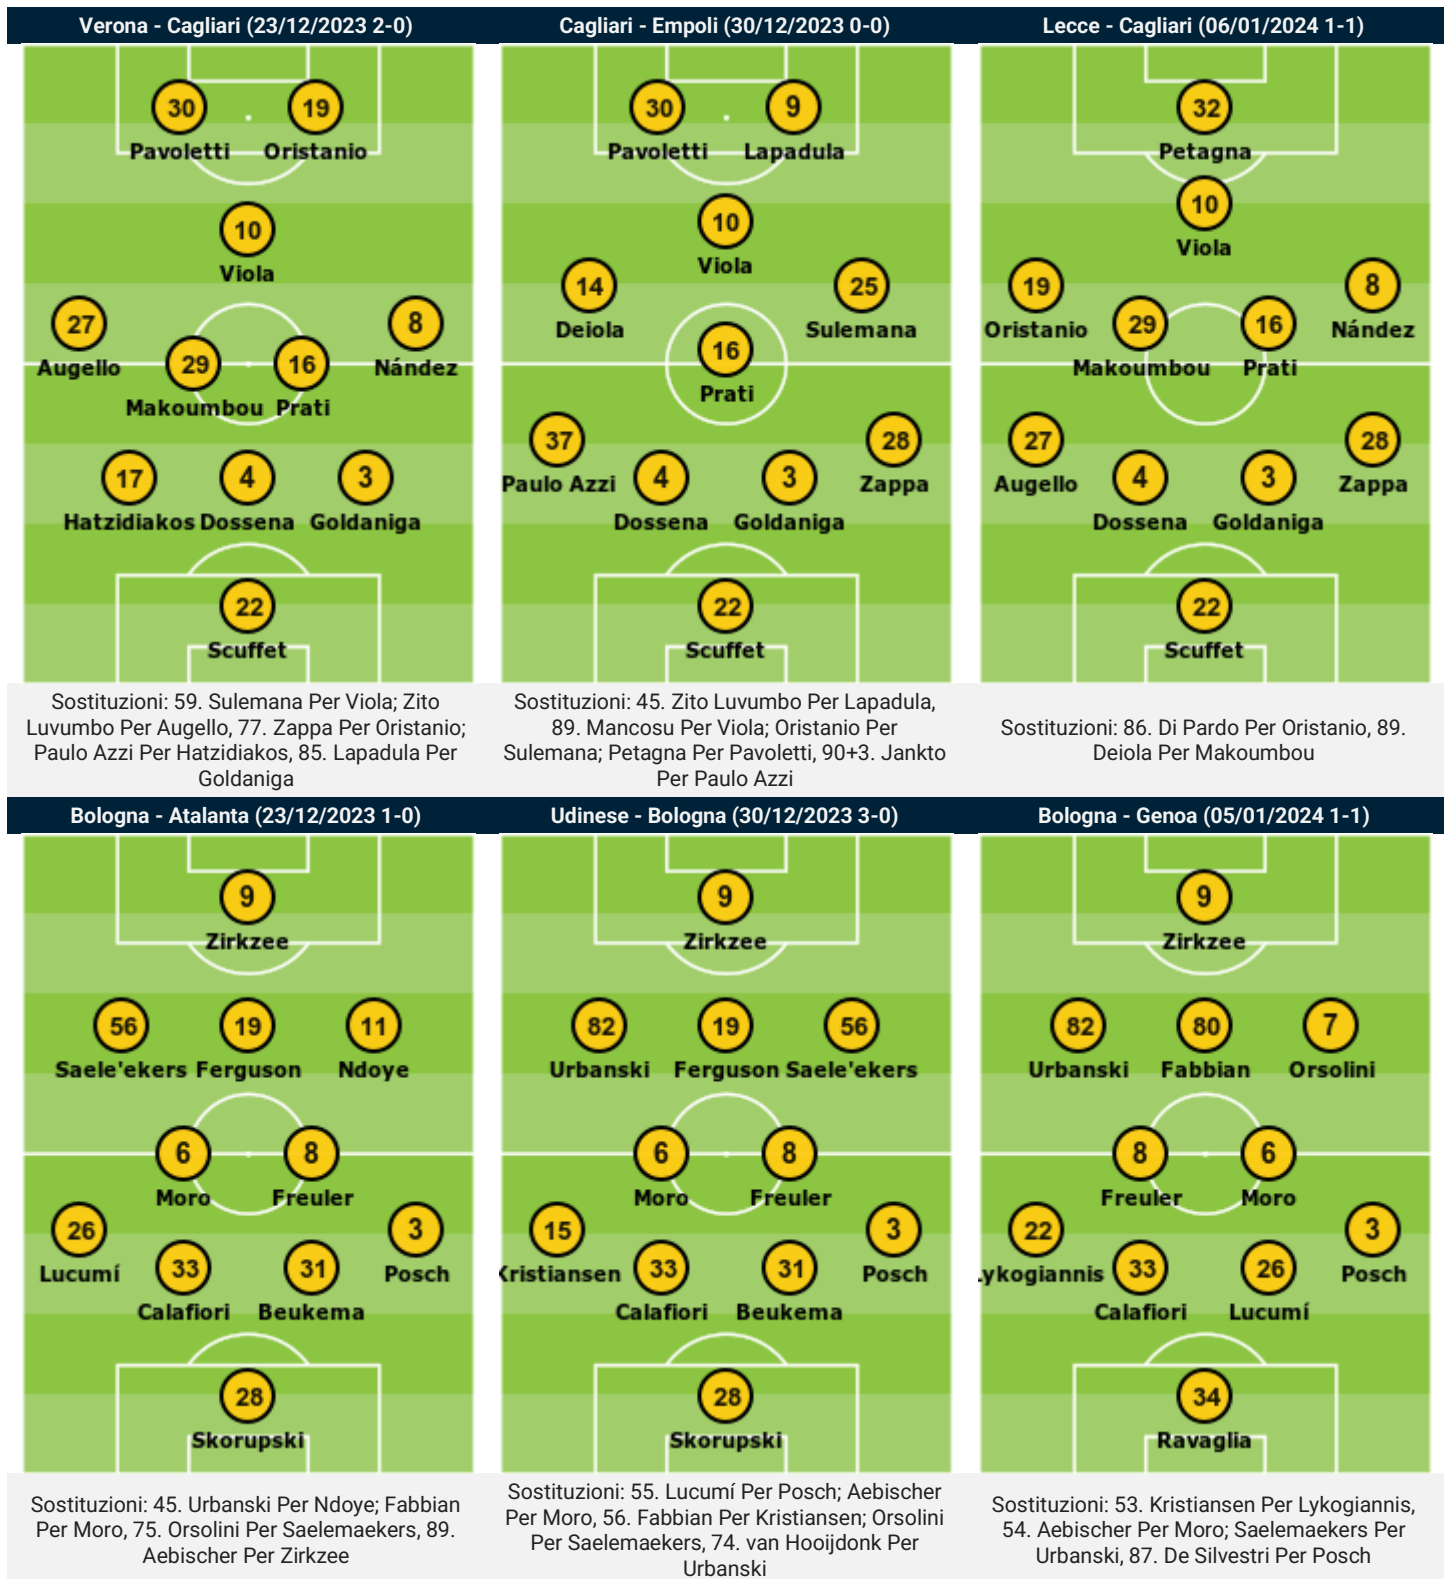 Verona - Cagliari (23/12/2023 2-0)
30 19
Pavoletti Oristanio
10
Viola
27 8
Augello Nández
29 16
Makoumbou Prati
17 4 3
Hatzidiakos Dossena Goldaniga
22
Scuffet
Sostituzioni: 59. Sulemana Per Viola; Zito
Luvumbo Per Augello, 77. Zappa Per Oristanio;
Paulo Azzi Per Hatzidiakos, 85. Lapadula Per
Goldaniga
Cagliari - Empoli (30/12/2023 0-0)
30 9
Pavoletti Lapadula
10
Viola
14 25
Deiola Sulemana
16
Prati
37 28
Paulo Azzi Zappa
4 3
Dossena Goldaniga
22
Scuffet
Sostituzioni: 45. Zito Luvumbo Per Lapadula,
89. Mancosu Per Viola; Oristanio Per
Sulemana; Petagna Per Pavoletti, 90+3. Jankto
Per Paulo Azzi
Lecce - Cagliari (06/01/2024 1-1)
32
Petagna
10
Viola
19 8
Oristanio Nández
29 16
Makoumbou Prati
27 28
Augello Zappa
4 3
Dossena Goldaniga
22
Scuffet
Sostituzioni: 86. Di Pardo Per Oristanio, 89.
Deiola Per Makoumbou
Bologna - Atalanta (23/12/2023 1-0)
9
Zirkzee
56 19 11
Saele'ekers Ferguson Ndoye
6 8
Moro Freuler
26 3
Lucumí Posch
33 31
Calafiori Beukema
28
Skorupski
Sostituzioni: 45. Urbanski Per Ndoye; Fabbian
Per Moro, 75. Orsolini Per Saelemaekers, 89.
Aebischer Per Zirkzee
Udinese - Bologna (30/12/2023 3-0)
9
Zirkzee
82 19 56
Urbanski Ferguson Saele'ekers
6 8
Moro Freuler
15 3
Kristiansen Posch
33 31
Calafiori Beukema
28
Skorupski
Sostituzioni: 55. Lucumí Per Posch; Aebischer
Per Moro, 56. Fabbian Per Kristiansen; Orsolini
Per Saelemaekers, 74. van Hooijdonk Per
Urbanski
Bologna - Genoa (05/01/2024 1-1)
9
Zirkzee
82 80 7
Urbanski Fabbian Orsolini
8 6
Freuler Moro
22 3
Lykogiannis Posch
33 26
Calafiori Lucumí
34
Ravaglia
Sostituzioni: 53. Kristiansen Per Lykogiannis,
54. Aebischer Per Moro; Saelemaekers Per
Urbanski, 87. De Silvestri Per Posch